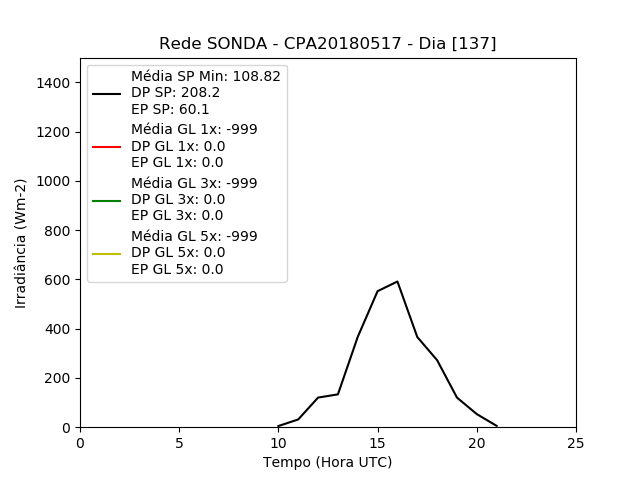 Rede SONDA - CPA20180517 - Dia [137]
Média SP Min: 108.82
DP SP: 208.2
EP SP: 60.1
Média GL 1x: -999
DP GL 1x: 0.0
EP GL 1x: 0.0
Média GL 3x: -999
DP GL 3x: 0.0
EP GL 3x: 0.0
Média GL 5x: -999
DP GL 5x: 0.0
EP GL 5x: 0.0
Irradiância (Wm-2)
1400
1200
1000
800
600
400
200
0
0 5 10 15 20 25
Tempo (Hora UTC)